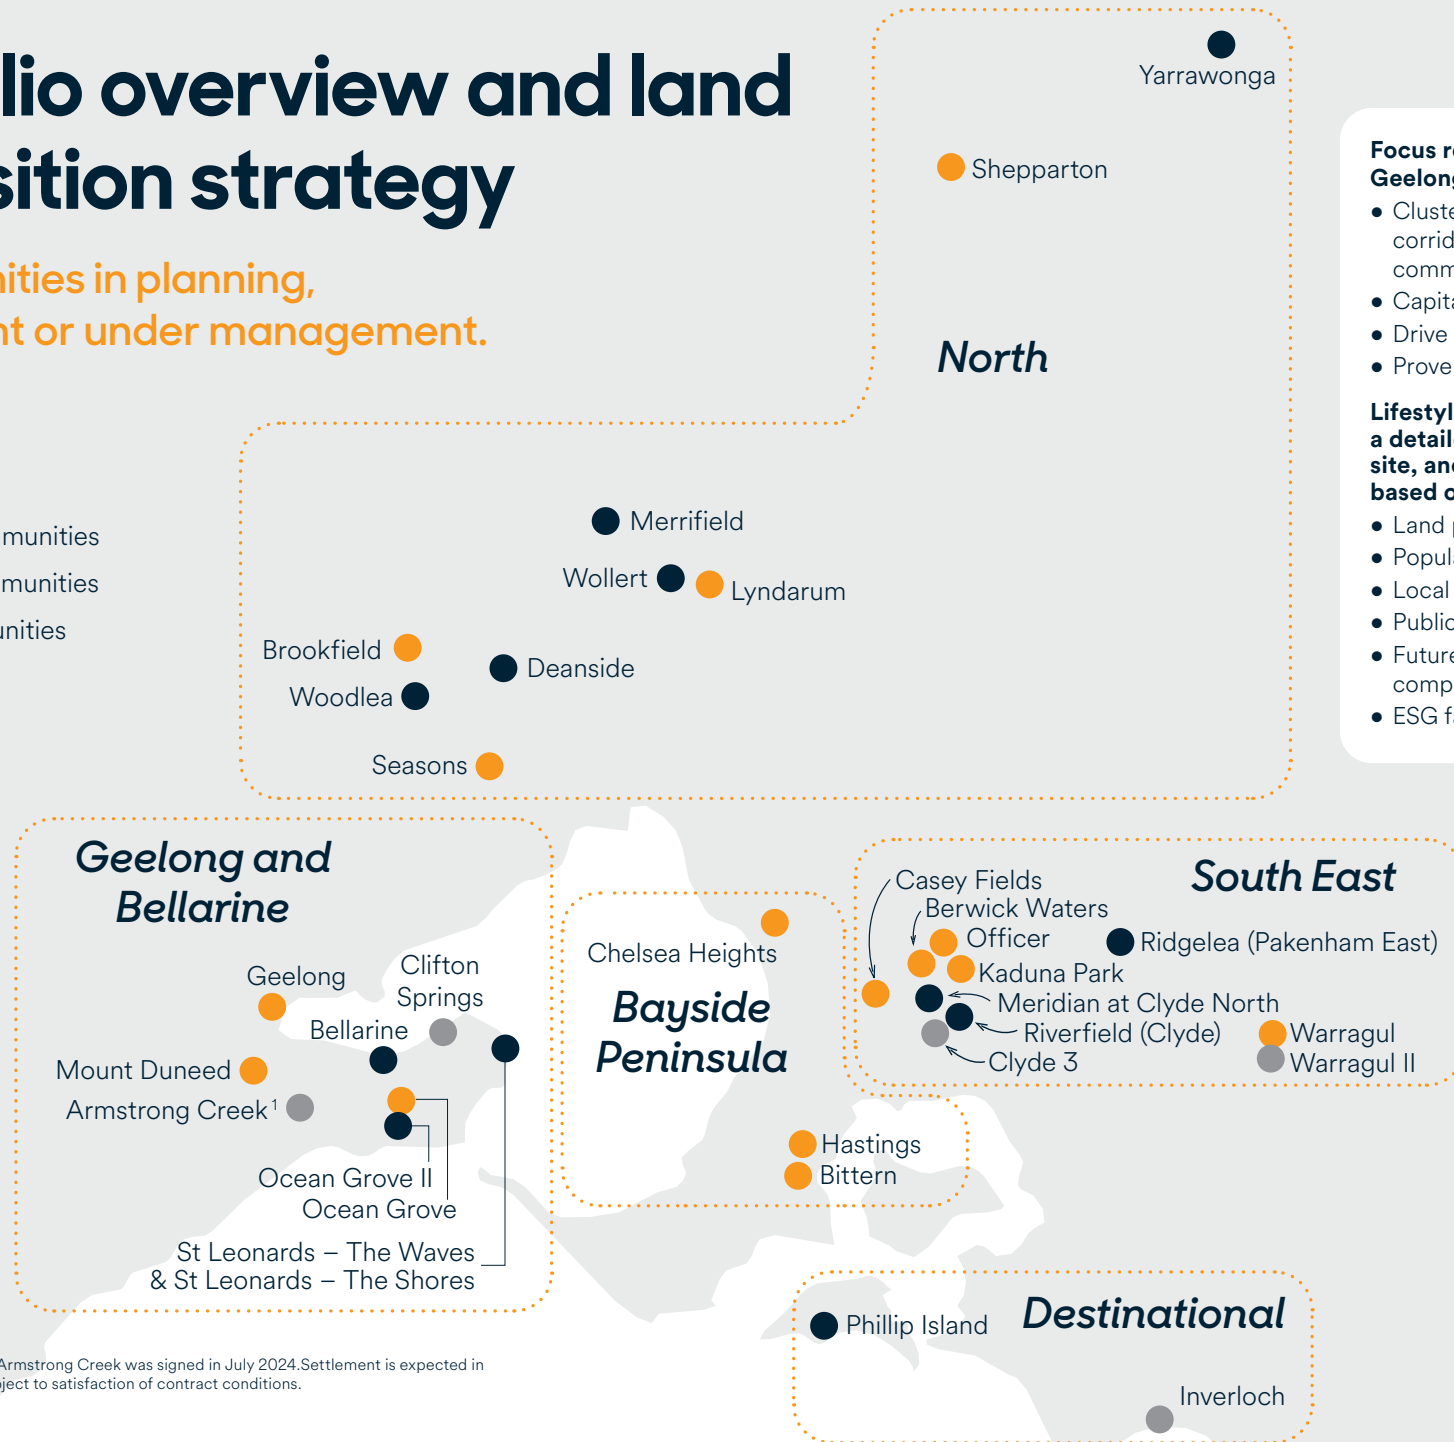 lio overview and land
sition strategy
nities in planning,
nt or under management.
munities
munities
unities
Yarrawonga
Shepparton
North
Merrifield
Wollert
Lyndarum
Brookfield
Deanside
Woodlea
Seasons
Geelong and
Bellarine
Geelong
Clifton
Springs
Bellarine
Mount Duneed
Armstrong Creek¹
Ocean Grove II
Ocean Grove
St Leonards – The Waves
& St Leonards – The Shores
Chelsea Heights
Bayside
Peninsula
Hastings
Bittern
South East
Casey Fields
Berwick Waters
Officer
Ridgelea (Pakenham East)
Kaduna Park
Meridian at Clyde North
Riverfield (Clyde)
Clyde 3
Warragul
Warragul II
Destinational
Phillip Island
Inverloch
Armstrong Creek was signed in July 2024.Settlement is expected in
ject to satisfaction of contract conditions.
Focus r
Geelong
• Cluste
corrid
comm
• Capita
• Drive
• Prove
Lifestyl
a detail
site, and
based o
• Land p
• Popula
• Local
• Public
• Future
comp
• ESG fa